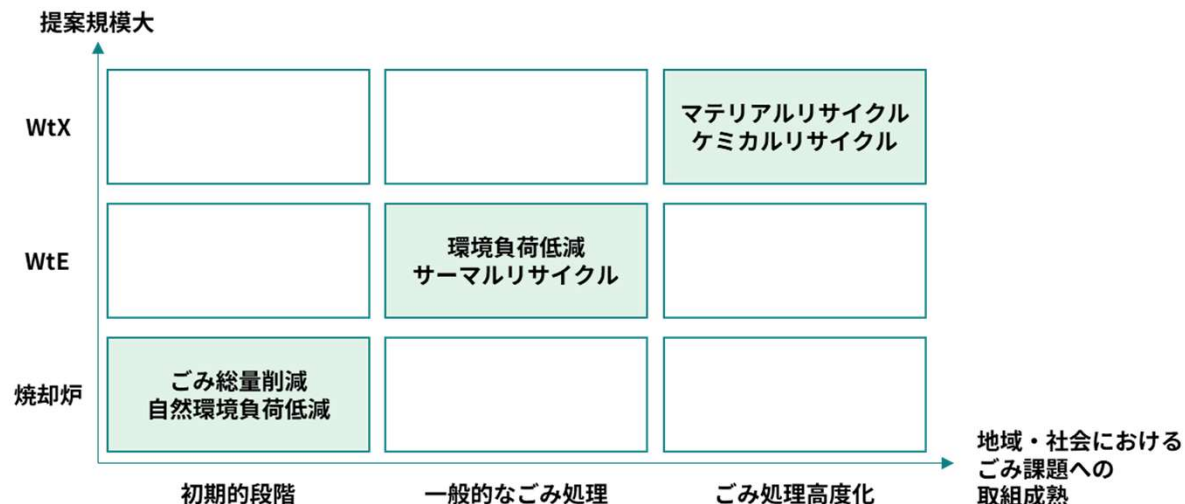 提案規模大
WtX
マテリアルリサイクル
ケミカルリサイクル
WtE
環境負荷低減
サーマルリサイクル
焼却炉
ごみ総量削減
自然環境負荷低減
初期的段階
一般的なごみ処理
ごみ処理高度化
地域・社会における
ごみ課題への
取組成熟